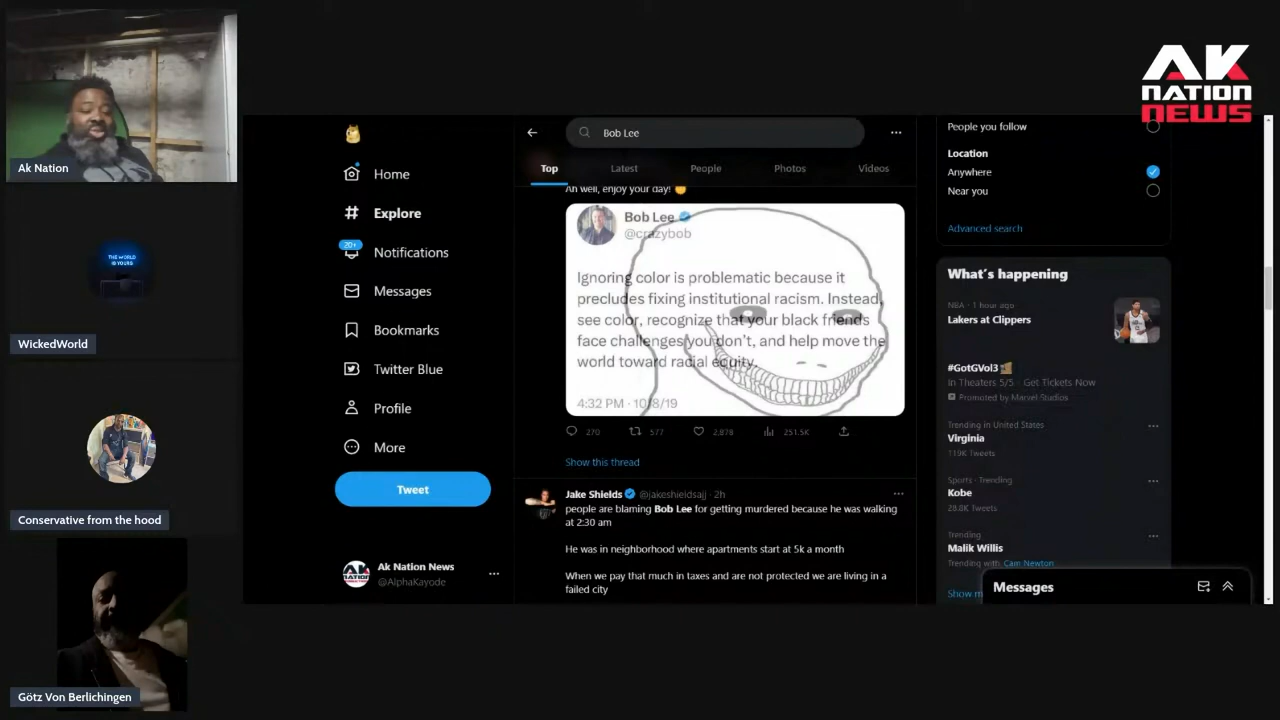 Ak Nation
THE WORLD
IS YOURS
WickedWorld
Conservative from the hood
Götz Von Berlichingen
AK
NATION
NEWS
Home
Explore
20+
Notifications
Messages
Bookmarks
Twitter Blue
Profile
More
Tweet
Ak Nation News
@AlphaKayode
Bob Lee
Top
Latest
People
Photos
Videos
Ah well, enjoy your day!
Bob Lee
@crazybob
Ignoring color is problematic because it
precludes fixing institutional racism. Instead,
see color, recognize that your black friends
face challenges you don't, and help move the
world toward radial equity.
4:32 PM · 10/8/19
270
577
2,878
251.5K
Show this thread
Jake Shields @jakeshieldsajj · 2h
people are blaming Bob Lee for getting murdered because he was walking
at 2:30 am
He was in neighborhood where apartments start at 5k a month
When we pay that much in taxes and are not protected we are living in a
failed city
People you follow
Location
Anywhere
Near you
Advanced search
What's happening
NBA · 1 hour ago
Lakers at Clippers
#GotGVol3
In Theaters 5/5 - Get Tickets Now
Promoted by Marvel Studios
Trending in United States
Virginia
119K Tweets
Sports · Trending
Kobe
28.8K Tweets
Trending
Malik Willis
Trending with Cam Newton
Show m
Messages